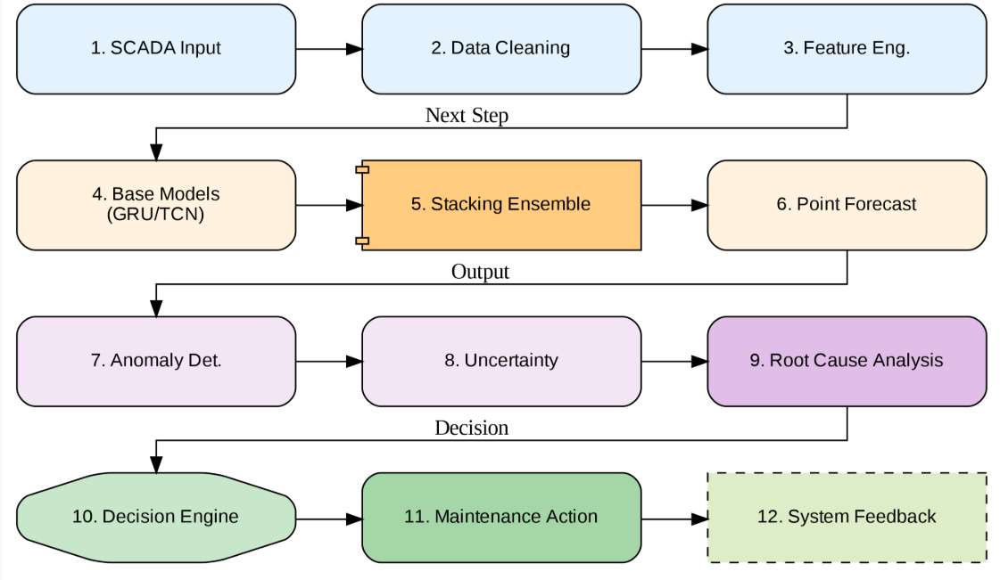 1. SCADA Input
2. Data Cleaning
3. Feature Eng.
Next Step
4. Base Models
(GRU/TCN)
5. Stacking Ensemble
6. Point Forecast
Output
7. Anomaly Det.
8. Uncertainty
9. Root Cause Analysis
Decision
10. Decision Engine
11. Maintenance Action
12. System Feedback